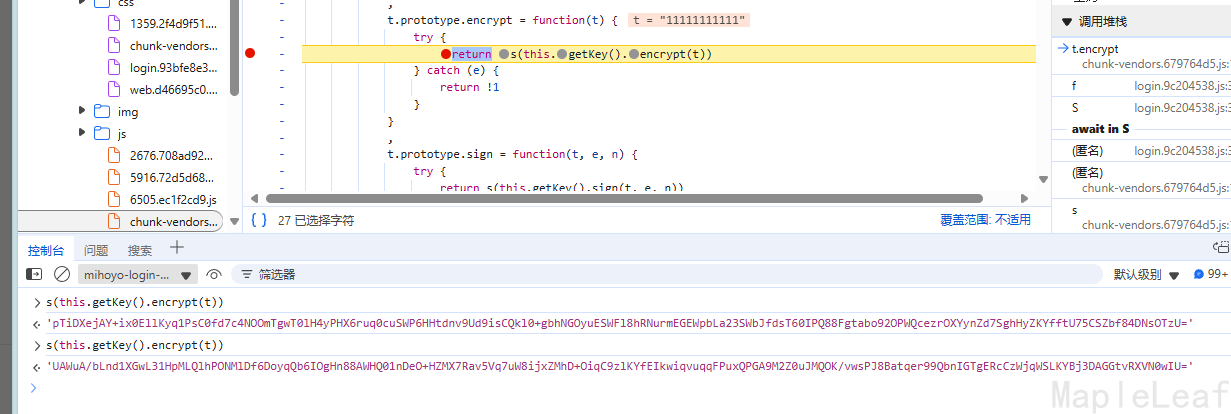 css
1359.2f4d9f51....
chunk-vendors...
login.93bfe8e3...
web.d46695c0....
img
js
2676.708ad92...
5916.72d5d68...
6505.ec1f2cd9.js
chunk-vendors...
,
t.prototype.encrypt = function(t) { t = "11111111111"
try {
return s(this.getKey().encrypt(t))
} catch (e) {
return !1
}
}
,
t.prototype.sign = function(t, e, n) {
try {
return s(this.getKey().sign(t, e, n))
{ } 27 已选择字符
覆盖范围: 不适用
调用堆栈
t.encrypt
chunk-vendors.679764d5.js:
f
login.9c204538.js:
S
login.9c204538.js:
await in S
(匿名)
login.9c204538.js:
(匿名)
chunk-vendors.679764d5.js:
s
chunk-vendors.679764d5.js:
控制台 问题 搜索
mihoyo-login-...
筛选器
默认级别
99+
s(this.getKey().encrypt(t))
'pTiDXejAY+ix0EllKyq1PsC0fd7c4NOOmTgwT0lH4yPHX6ruq0cuSWP6HHtdnv9Ud9isCQkl0+gbhNGOyuESWFl8hRNurmEGEWpbLa23SWbJfdsT60IPQ88Fgtabo92OPWQcezrOXYynZd7SghHyZKYfftU75CSZbf84DNsOTzU='
s(this.getKey().encrypt(t))
'UAWuA/bLnd1XGwL31HpMLQlhPONMlDf6DoyqQb6IOgHn88AWHQ01nDeO+HZMX7Rav5Vq7uW8ijxZMhD+OiqC9zlKYfEIkwiqvuqqFPuxQPGA9M2Z0uJMQOK/vwsPJ8Batqer99QbnIGTgERcCzWjqWSLKYBj3DAGGtvRXVN0wIU='
MapleLeaf